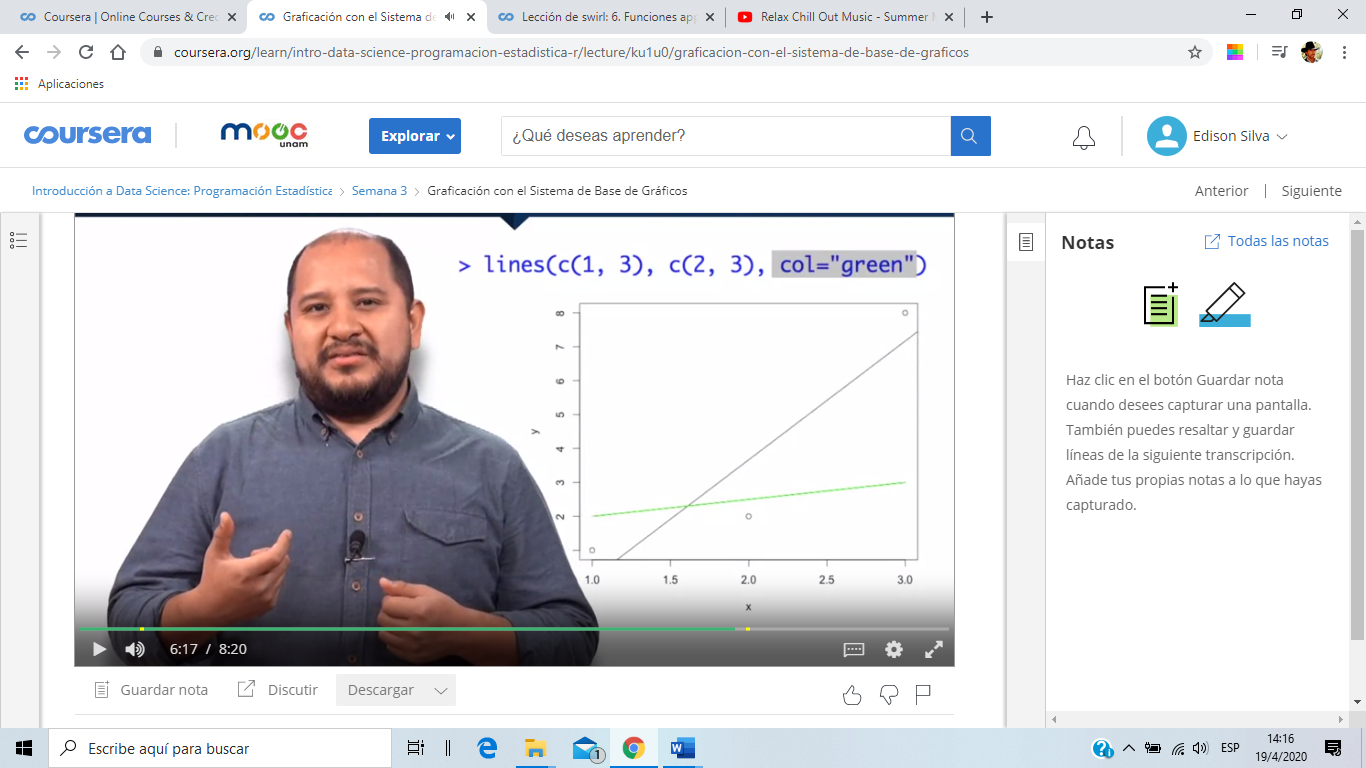 Coursera | Online Courses & Cre
Graficación con el Sistema de
Lección de swirl: 6. Funciones ap
Relax Chill Out Music - Summer
coursera.org/learn/intro-data-science-programacion-estadistica-r/lecture/ku1u0/graficacion-con-el-sistema-de-base-de-graficos
Aplicaciones
coursera
mooc
unam
Explorar
¿Qué deseas aprender?
Edison Silva
Introducción a Data Science: Programación Estadística
Semana 3
Graficación con el Sistema de Base de Gráficos
Anterior | Siguiente
> lines(c(1, 3), c(2, 3), col="green")
8
7
6
5
4
3
2
y
1.0 1.5 2.0 2.5 3.0
x
6:17 / 8:20
Guardar nota
Discutir
Descargar
Notas
Todas las notas
Haz clic en el botón Guardar nota
cuando desees capturar una pantalla.
También puedes resaltar y guardar
líneas de la siguiente transcripción.
Añade tus propias notas a lo que hayas
capturado.
Escribe aquí para buscar
1
ESP
14:16
19/4/2020